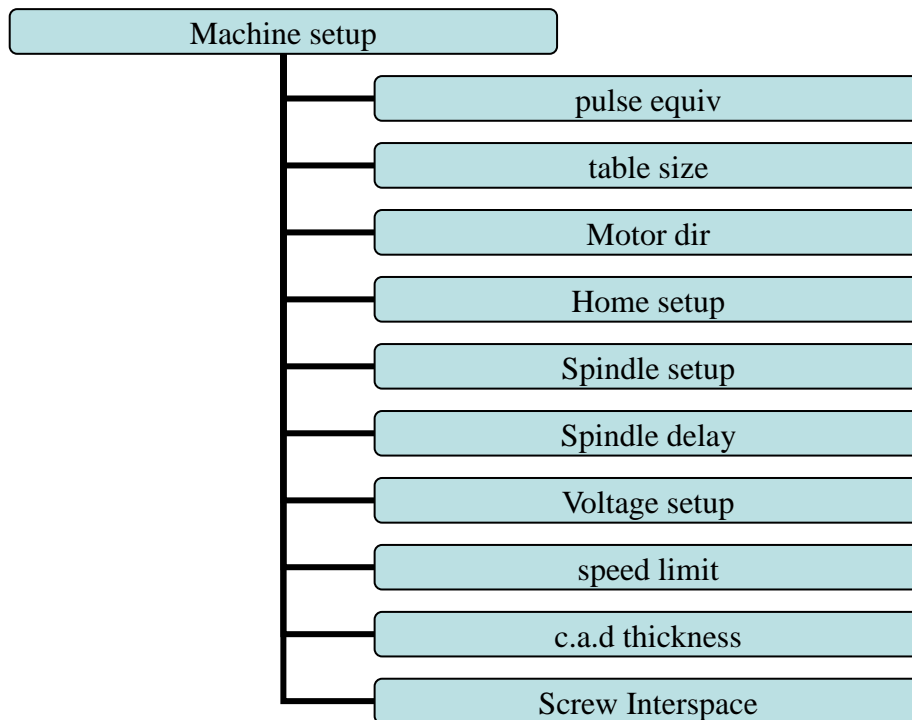 Machine setup
pulse equiv
table size
Motor dir
Home setup
Spindle setup
Spindle delay
Voltage setup
speed limit
c.a.d thickness
Screw Interspace